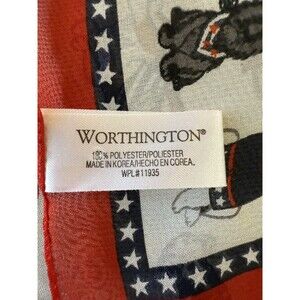 WORTHINGTON®
100% POLYESTER/POLIESTER
MADE IN KOREA/HECHO EN COREA.
WPL#11935